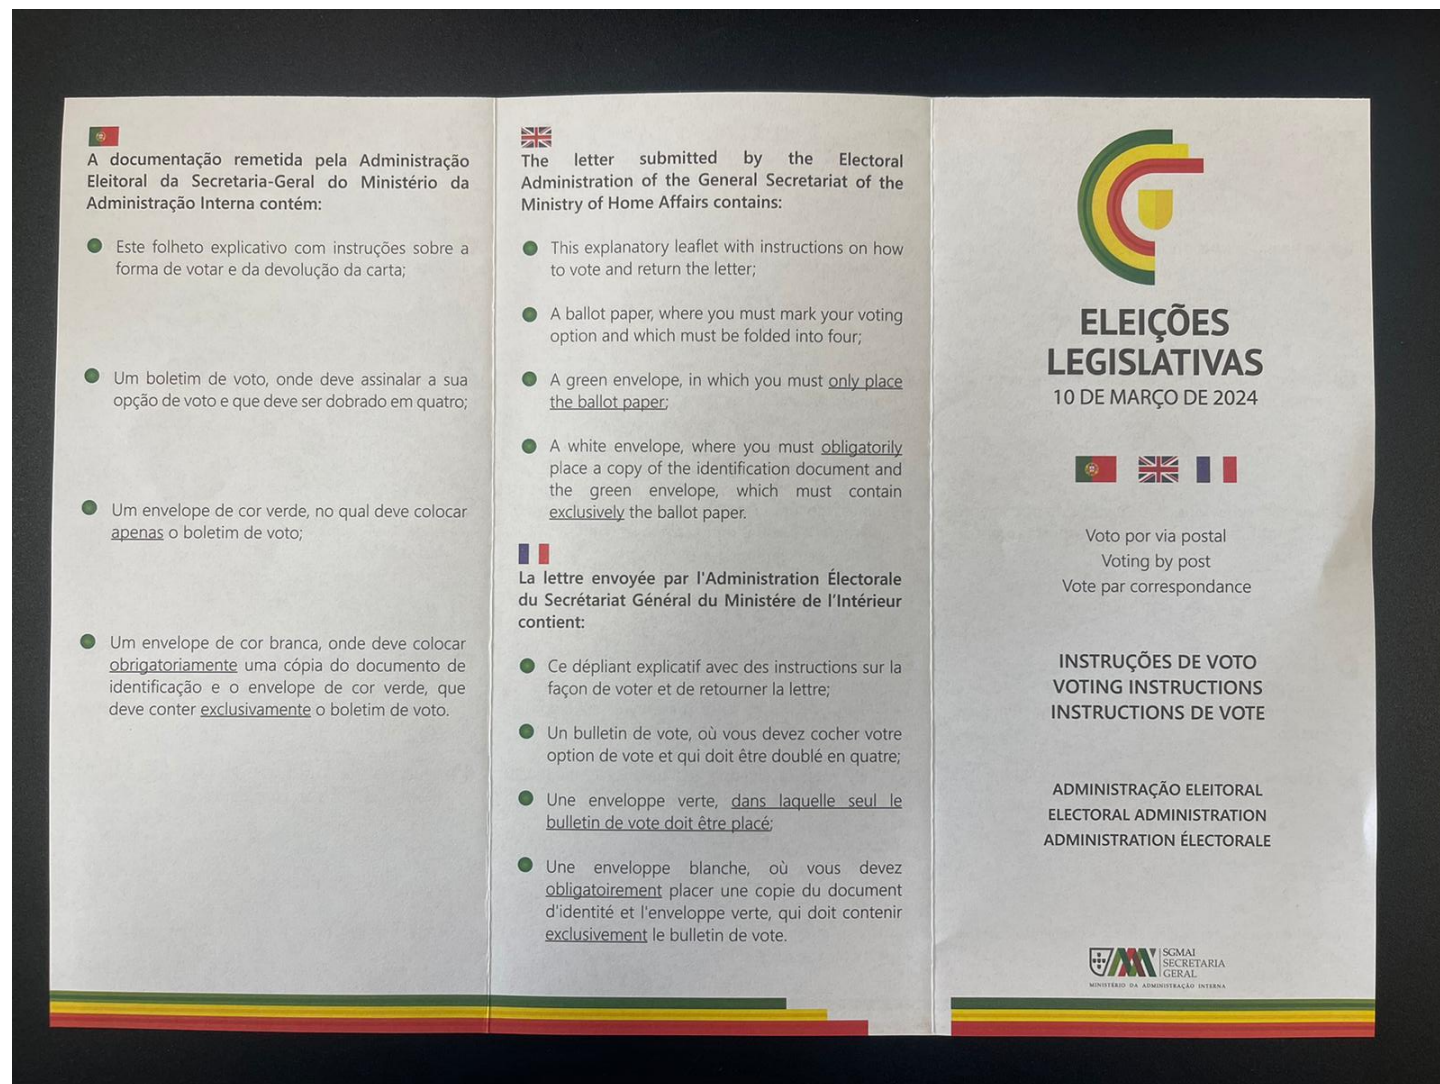 A documentação remetida pela Administração
Eleitoral da Secretaria-Geral do Ministério da
Administração Interna contém:
Este folheto explicativo com instruções sobre a
forma de votar e da devolução da carta;
Um boletim de voto, onde deve assinalar a sua
opção de voto e que deve ser dobrado em quatro;
Um envelope de cor verde, no qual deve colocar
apenas o boletim de voto;
Um envelope de cor branca, onde deve colocar
obrigatoriamente uma cópia do documento de
identificação e o envelope de cor verde, que
deve conter exclusivamente o boletim de voto.
The letter submitted by the Electoral
Administration of the General Secretariat of the
Ministry of Home Affairs contains:
This explanatory leaflet with instructions on how
to vote and return the letter;
A ballot paper, where you must mark your voting
option and which must be folded into four;
A green envelope, in which you must only place
the ballot paper;
A white envelope, where you must obligatorily
place a copy of the identification document and
the green envelope, which must contain
exclusively the ballot paper.
La lettre envoyée par l'Administration Électorale
du Secrétariat Général du Ministére de l'Intérieur
contient:
Ce dépliant explicatif avec des instructions sur la
façon de voter et de retourner la lettre;
Un bulletin de vote, où vous devez cocher votre
option de vote et qui doit être doublé en quatre;
Une enveloppe verte, dans laquelle seul le
bulletin de vote doit être placé;
Une enveloppe blanche, où vous devez
obligatoirement placer une copie du document
d'identité et l'enveloppe verte, qui doit contenir
exclusivement le bulletin de vote.
ELEIÇÕES
LEGISLATIVAS
10 DE MARÇO DE 2024
Voto por via postal
Voting by post
Vote par correspondance
INSTRUÇÕES DE VOTO
VOTING INSTRUCTIONS
INSTRUCTIONS DE VOTE
ADMINISTRAÇÃO ELEITORAL
ELECTORAL ADMINISTRATION
ADMINISTRATION ÉLECTORALE
SGMAI
SECRETARIA
GERAL
MINISTÉRIO DA ADMINISTRAÇÃO INTERNA